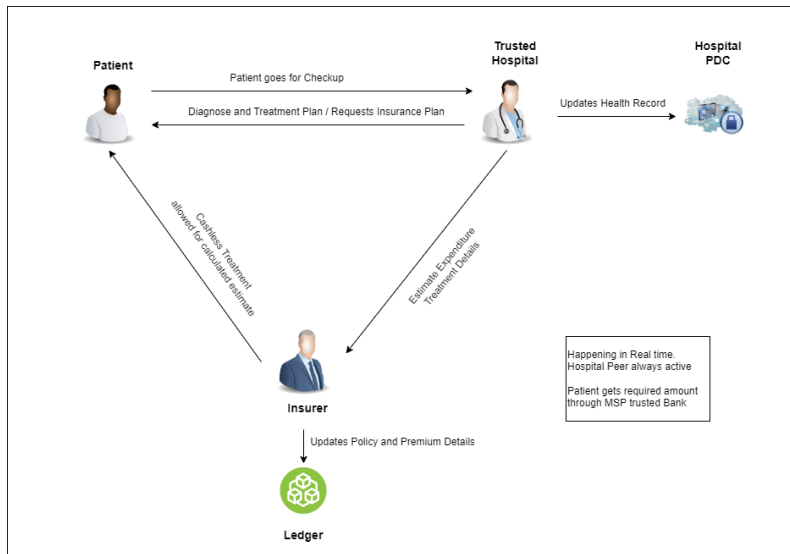 Trusted
Hospital
Hospital
PDC
Patient
Patient goes for Checkup
Diagnose and Treatment Plan / Requests Insurance Plan
Updates Health Record
Cashless Treatment
allowed for calculated estimate
Estimate Expenditure
Treatment Details
Happening in Real time.
Hospital Peer always active
Patient gets required amount
through MSP trusted Bank
Insurer
Updates Policy and Premium Details
Ledger